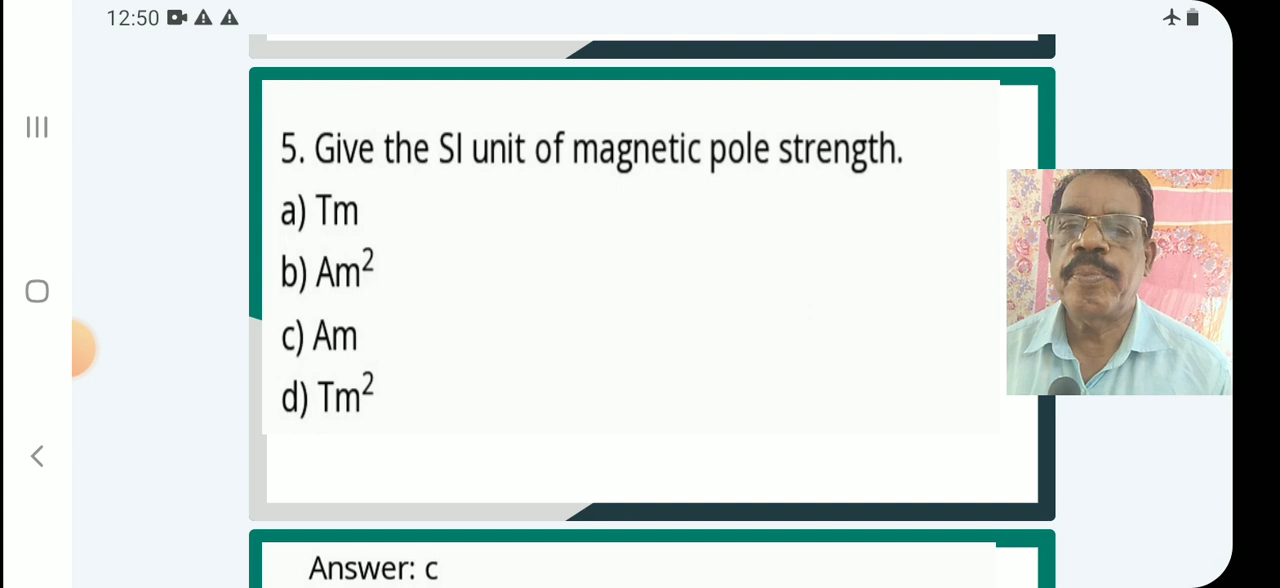 12:50
5. Give the SI unit of magnetic pole strength.
a) Tm
b) Am²
c) Am
d) Tm²
Answer: c